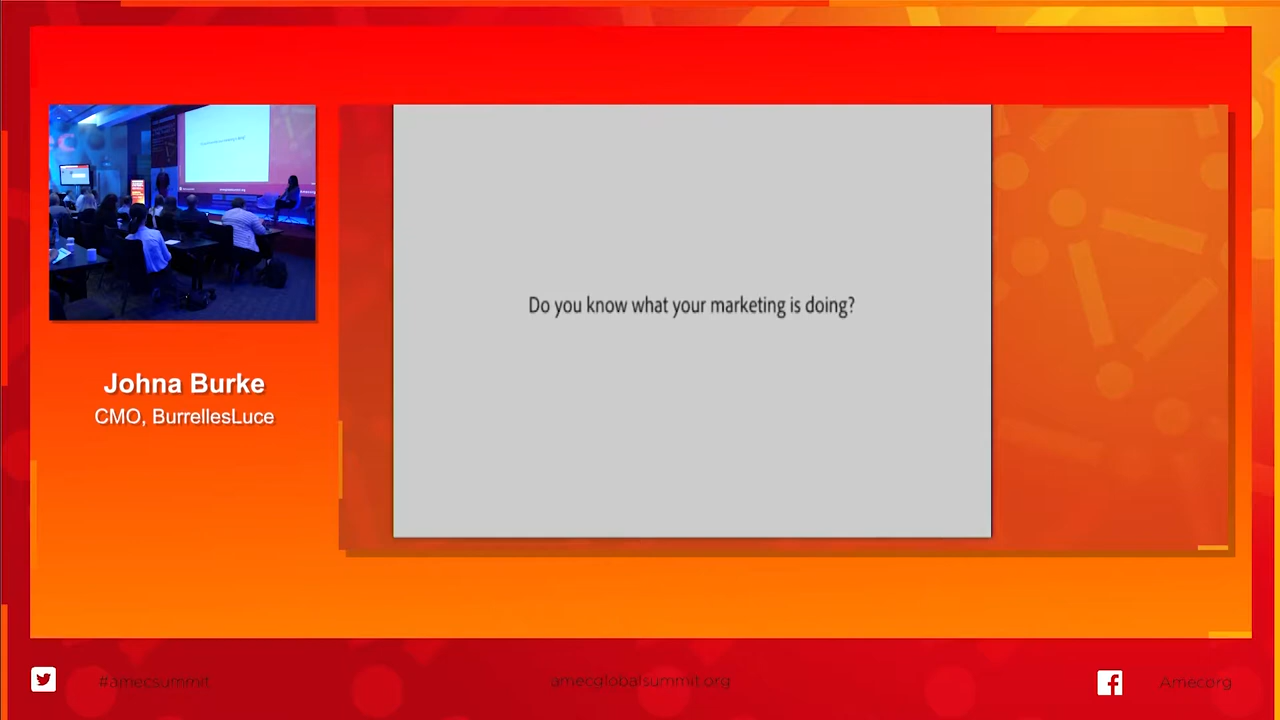 Do you know what your marketing is doing?
Johna Burke
CMO, BurrellesLuce
#amecsummit
amecglobalsummit.org
Amecorg